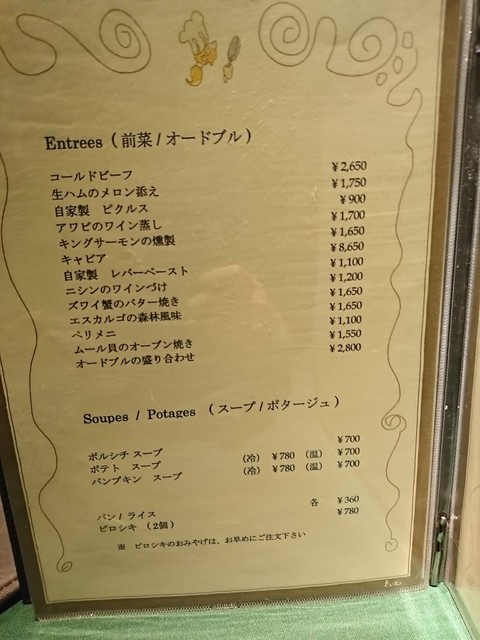 Entrees (前菜/オードブル)
コールドビーフ ￥2,650
生ハムのメロン添え ￥1,750
自家製 ピクルス ￥900
アワビのワイン蒸し ￥1,700
キングサーモンの燻製 ￥1,650
キャビア ￥8,650
自家製 レバーペースト ￥1,100
ニシンのワインづけ ￥1,200
ズワイ蟹のバター焼き ￥1,650
エスカルゴの森林風味 ￥1,650
ペリメニ ￥1,100
ムール貝のオーブン焼き ￥1,550
オードブルの盛り合わせ ￥2,800
Soupes / Potages (スープ/ポタージュ)
ボルシチ スープ ￥700
ポテト スープ (冷) ￥780 (温) ￥700
パンプキン スープ (冷) ￥780 (温) ￥700
パン/ライス 各 ￥360
ピロシキ (2個) ￥780
※ ピロシキのおみやげは、お早めにご注文下さい